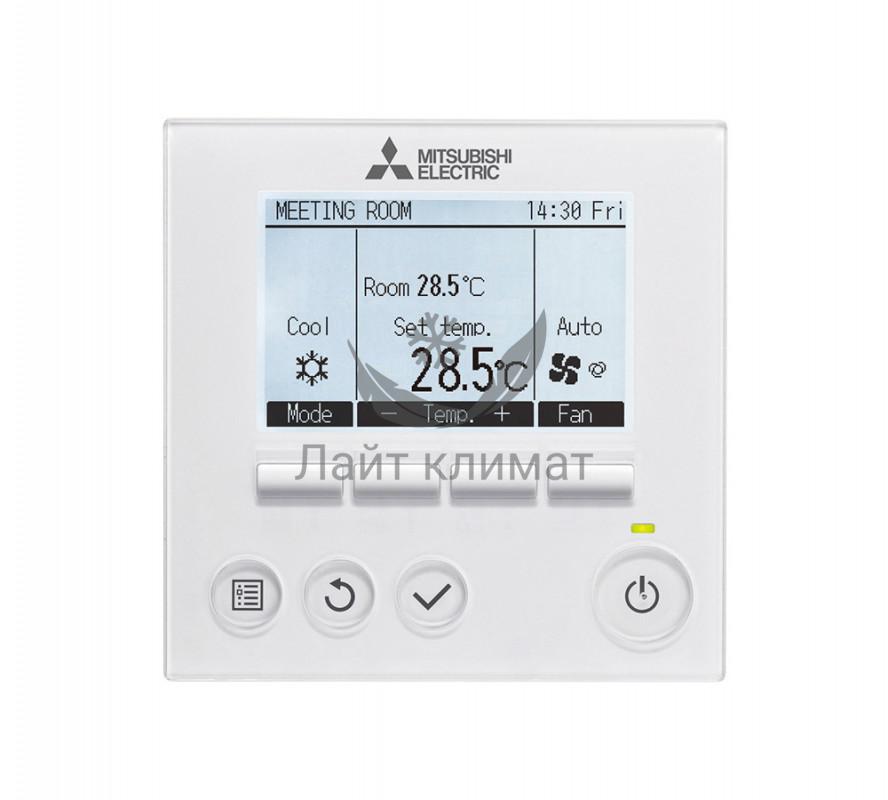 MITSUBISHI
ELECTRIC
MEETING ROOM 14:30 Fri
Room 28.5°C
Cool Set temp. Auto
28.5°C
Mode − Temp. + Fan
Лайт климат